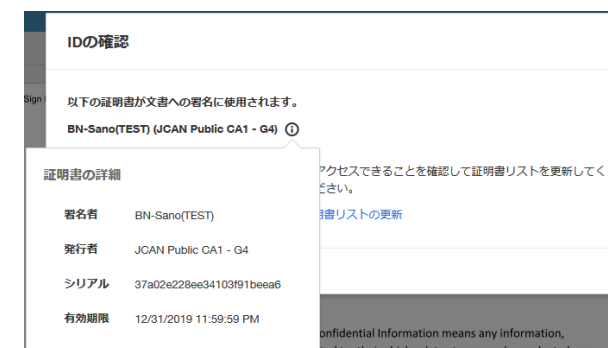 IDの確認
Sign
以下の証明書が文書への署名に使用されます。
BN-Sano(TEST) (JCAN Public CA1 - G4)
アクセスできることを確認して証明書リストを更新してく
ださい。
明書リストの更新
証明書の詳細
署名者 BN-Sano(TEST)
発行者 JCAN Public CA1 - G4
シリアル 37a02e228ee34103f91beea6
有効期限 12/31/2019 11:59:59 PM
onfidential Information means any information,